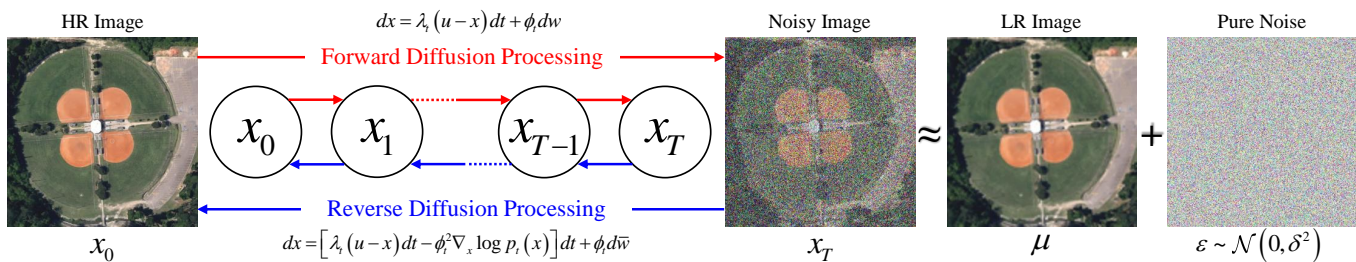 HR Image
dx = λ_t (u − x) dt + ϕ_t dw
Noisy Image
LR Image
Pure Noise
Forward Diffusion Processing
x_0
x_1
x_{T−1}
x_T
≈
+
Reverse Diffusion Processing
dx = [λ_t (u − x) dt − ϕ_t^2 ∇_x log p_t (x)] dt + ϕ_t dw̅
x_0
x_T
μ
ε ~ 𝒩(0, δ^2)